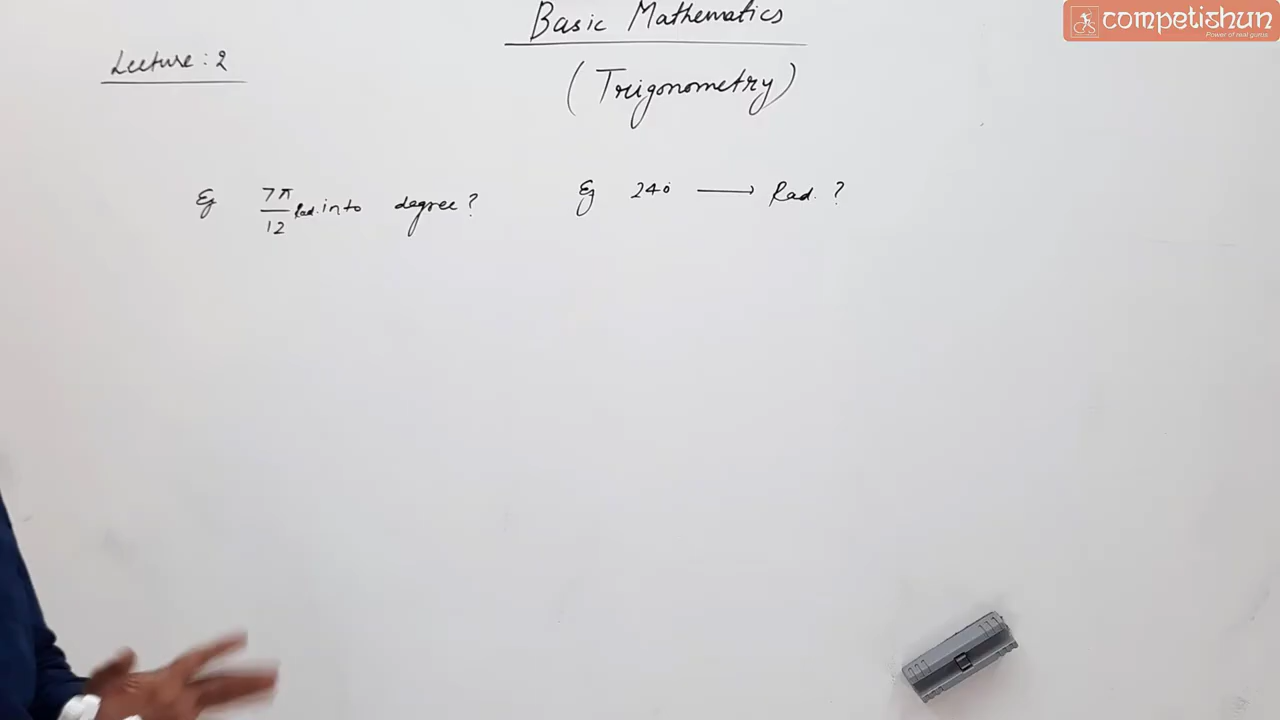 Basic Mathematics
competishun
Power of real gurus
Lecture : 2
(Trigonometry)
Eg 7π/12 Rad. into degree?
Eg 240 ⟶ Rad. ?